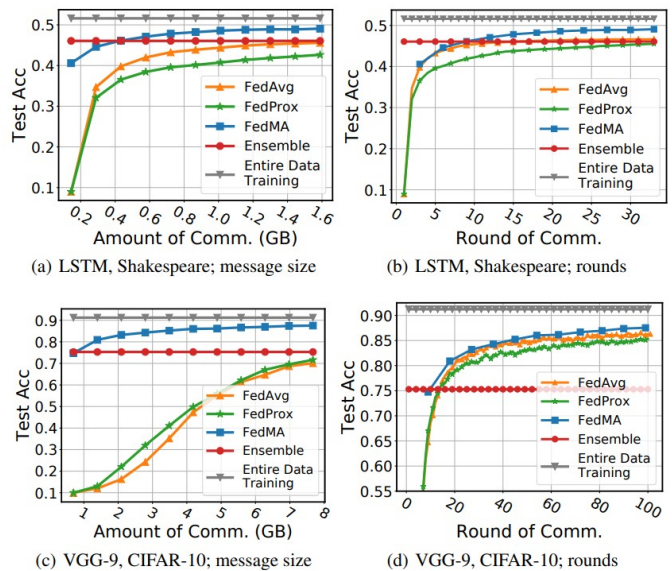 0.5
0.4
0.3
0.2
0.1
Test Acc
FedAvg
FedProx
FedMA
Ensemble
Entire Data
Training
0.2 0.4 0.6 0.8 1.0 1.2 1.4 1.6
Amount of Comm. (GB)
(a) LSTM, Shakespeare; message size
0.5
0.4
0.3
0.2
0.1
Test Acc
FedAvg
FedProx
FedMA
Ensemble
Entire Data
Training
0 5 10 15 20 25 30
Round of Comm.
(b) LSTM, Shakespeare; rounds
0.9
0.8
0.7
0.6
0.5
0.4
0.3
0.2
0.1
Test Acc
FedAvg
FedProx
FedMA
Ensemble
Entire Data
Training
1 2 3 4 5 6 7 8
Amount of Comm. (GB)
(c) VGG-9, CIFAR-10; message size
0.90
0.85
0.80
0.75
0.70
0.65
0.60
0.55
Test Acc
FedAvg
FedProx
FedMA
Ensemble
Entire Data
Training
0 20 40 60 80 100
Round of Comm.
(d) VGG-9, CIFAR-10; rounds